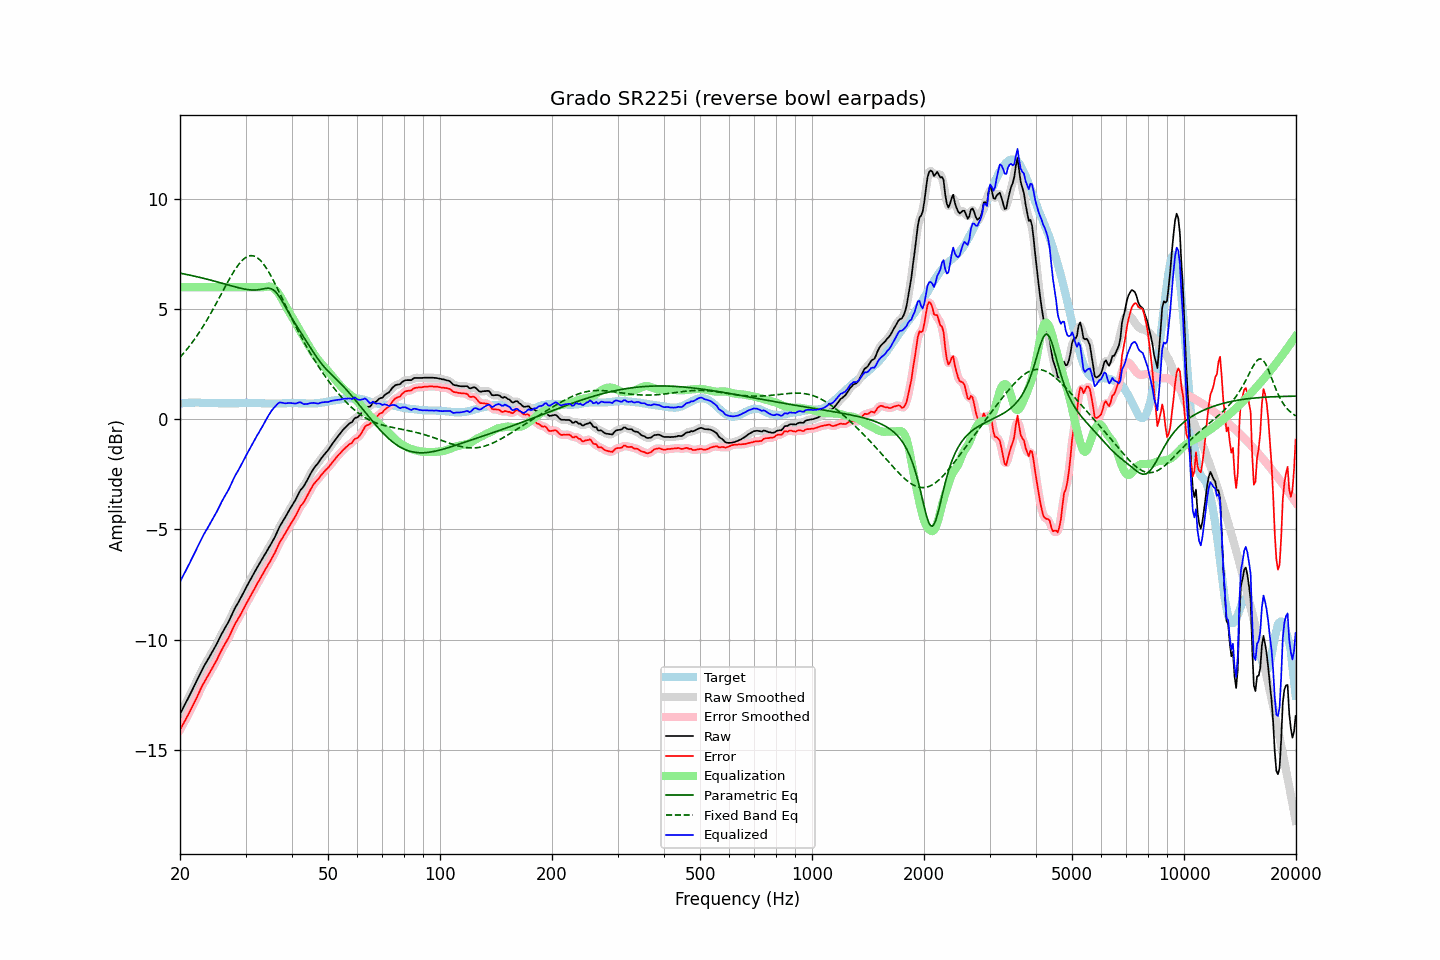 Grado SR225i (reverse bowl earpads)
Amplitude (dBr)
10
5
0
−5
−10
−15
Target
Raw Smoothed
Error Smoothed
Raw
Error
Equalization
Parametric Eq
Fixed Band Eq
Equalized
20 50 100 200 500 1000 2000 5000 10000 20000
Frequency (Hz)